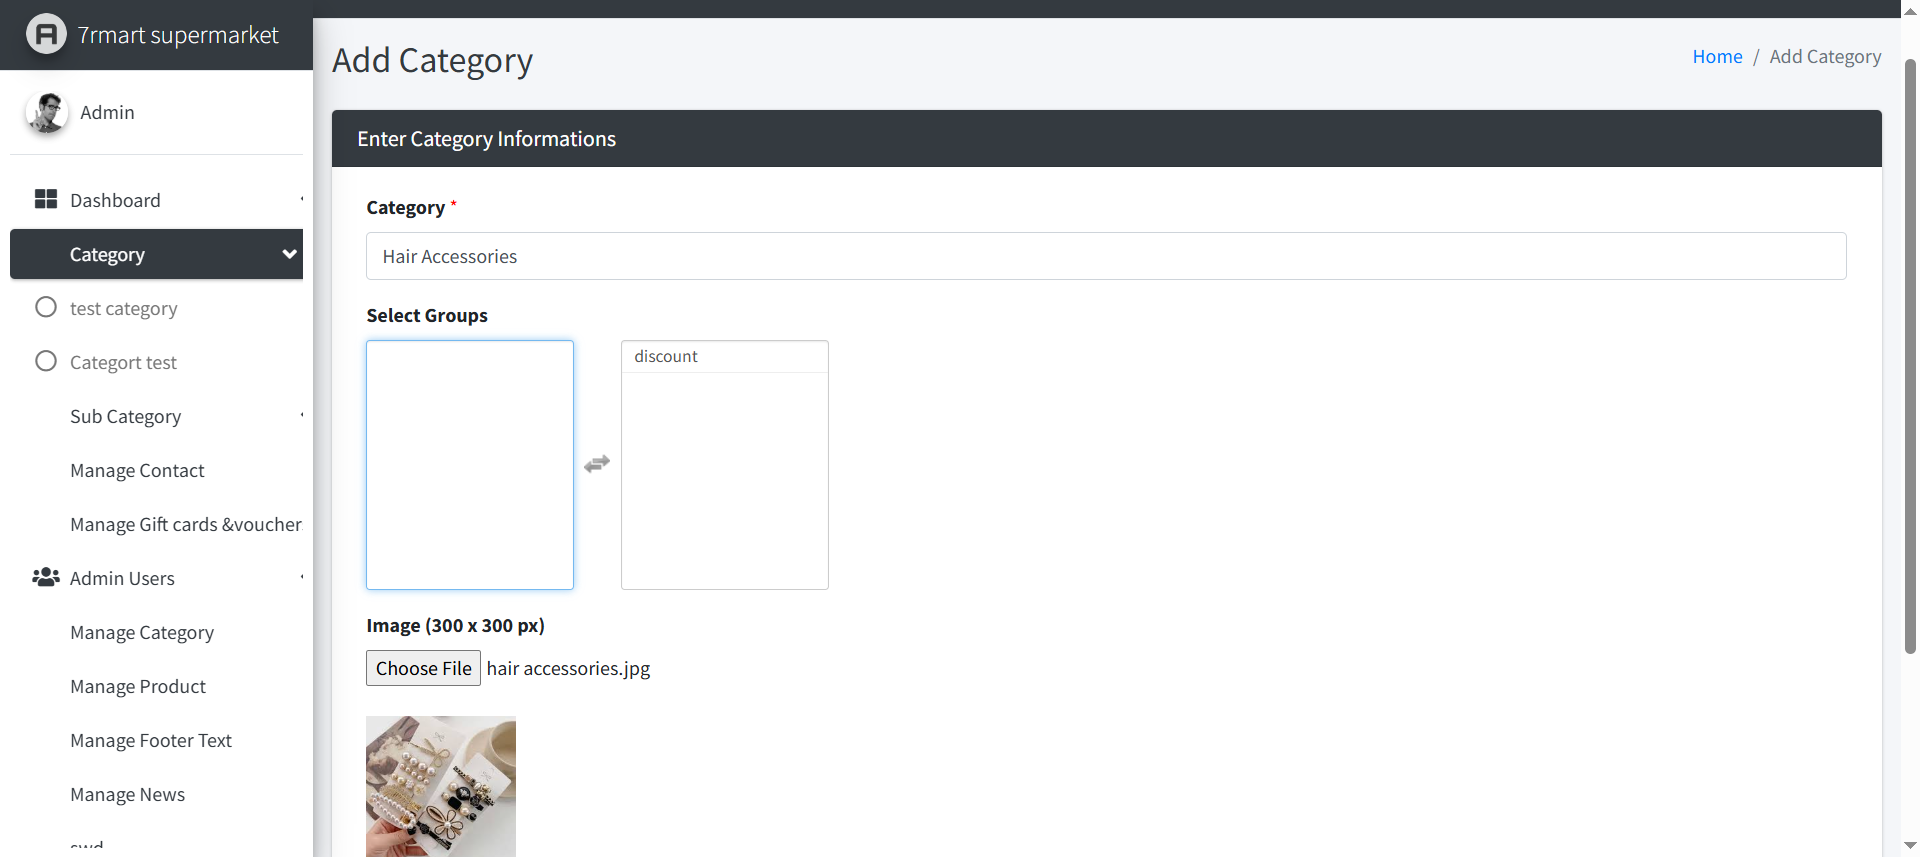 7rmart supermarket
Admin
Dashboard
Category
test category
Categort test
Sub Category
Manage Contact
Manage Gift cards &voucher
Admin Users
Manage Category
Manage Product
Manage Footer Text
Manage News
swd
Add Category
Home / Add Category
Enter Category Informations
Category *
Hair Accessories
Select Groups
discount
Image (300 x 300 px)
Choose File hair accessories.jpg